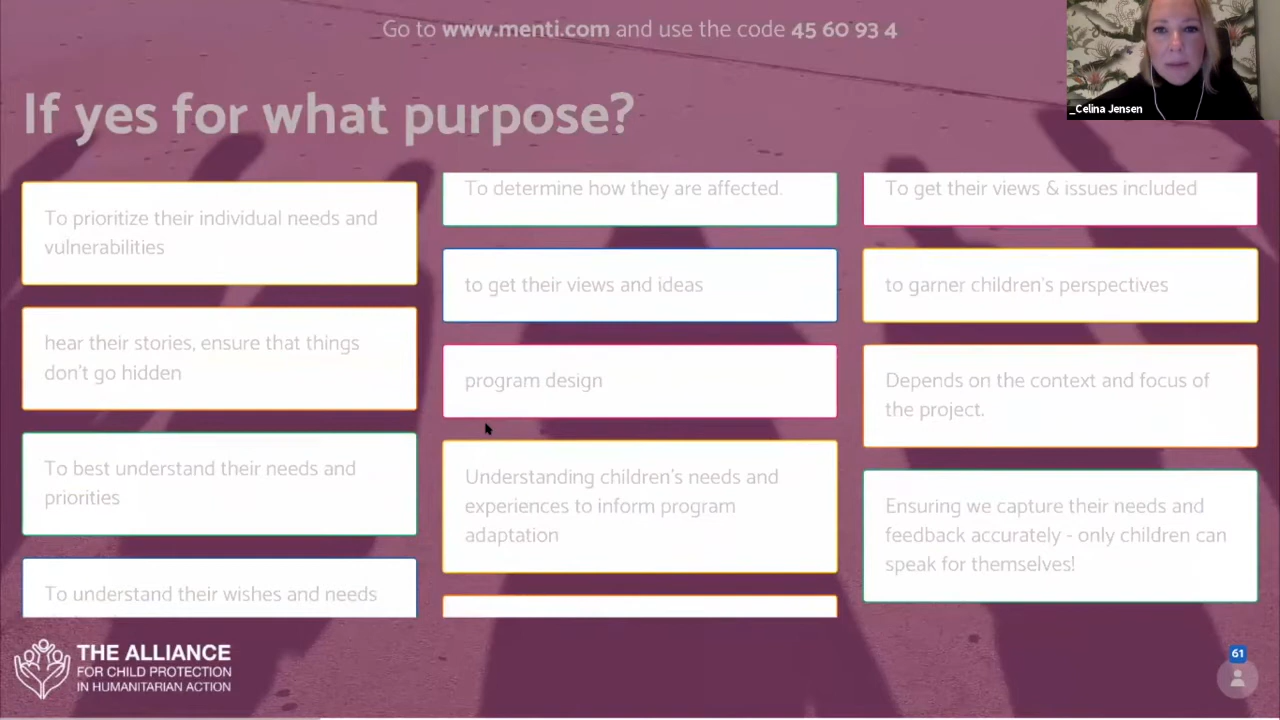 Go to www.menti.com and use the code 45 60 93 4
_Celina Jensen
If yes for what purpose?
To prioritize their individual needs and
vulnerabilities
hear their stories, ensure that things
don't go hidden
To best understand their needs and
priorities
To understand their wishes and needs
To determine how they are affected.
to get their views and ideas
program design
Understanding children's needs and
experiences to inform program
adaptation
To get their views & issues included
to garner children's perspectives
Depends on the context and focus of
the project.
Ensuring we capture their needs and
feedback accurately - only children can
speak for themselves!
THE ALLIANCE
FOR CHILD PROTECTION
IN HUMANITARIAN ACTION
61